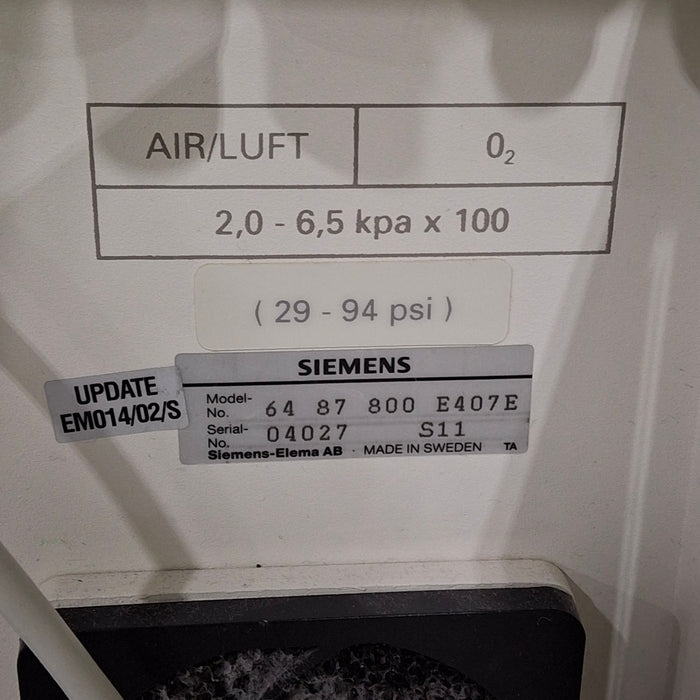 AIR/LUFT
O2
2,0 - 6,5 kpa x 100
( 29 - 94 psi )
UPDATE
EM014/02/S
SIEMENS
Model-
No. 64 87 800 E407E
Serial-
No. 04027 S11
Siemens-Elema AB · MADE IN SWEDEN TA